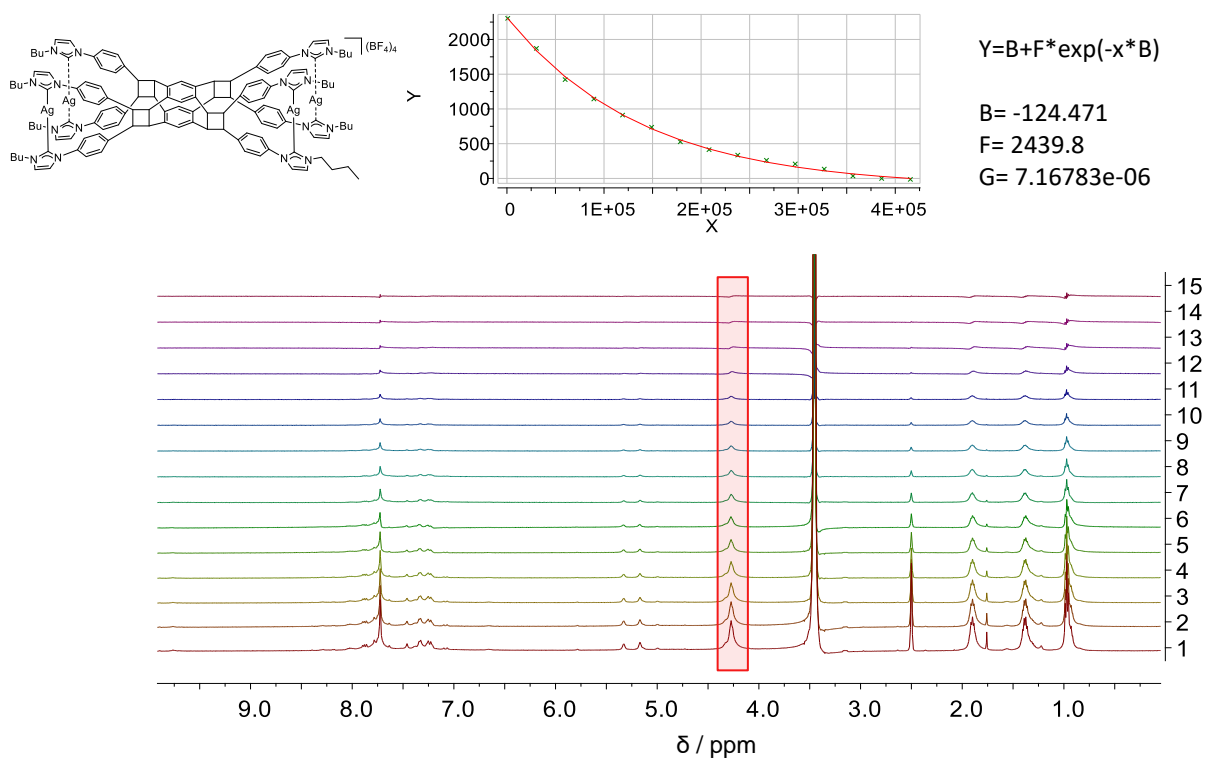 (BF₄)₄
Bu N N N N Bu
Bu N N N N Bu
Ag Ag
Ag Ag
Bu N N N N Bu
Bu N N N N
Y
2000
1500
1000
500
0
0 1E+05 2E+05 3E+05 4E+05
X
Y=B+F*exp(-x*B)
B= -124.471
F= 2439.8
G= 7.16783e-06
15
14
13
12
11
10
9
8
7
6
5
4
3
2
1
9.0 8.0 7.0 6.0 5.0 4.0 3.0 2.0 1.0
δ / ppm